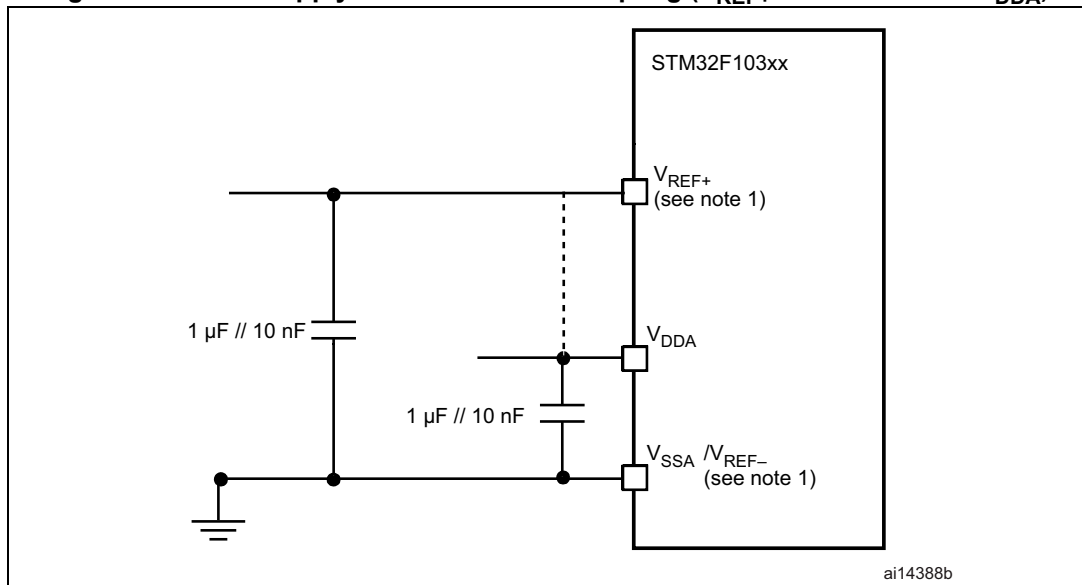 supply
STM32F103xx
VREF+
(see note 1)
1 µF // 10 nF
VDDA
1 µF // 10 nF
VSSA /VREF–
(see note 1)
ai14388b